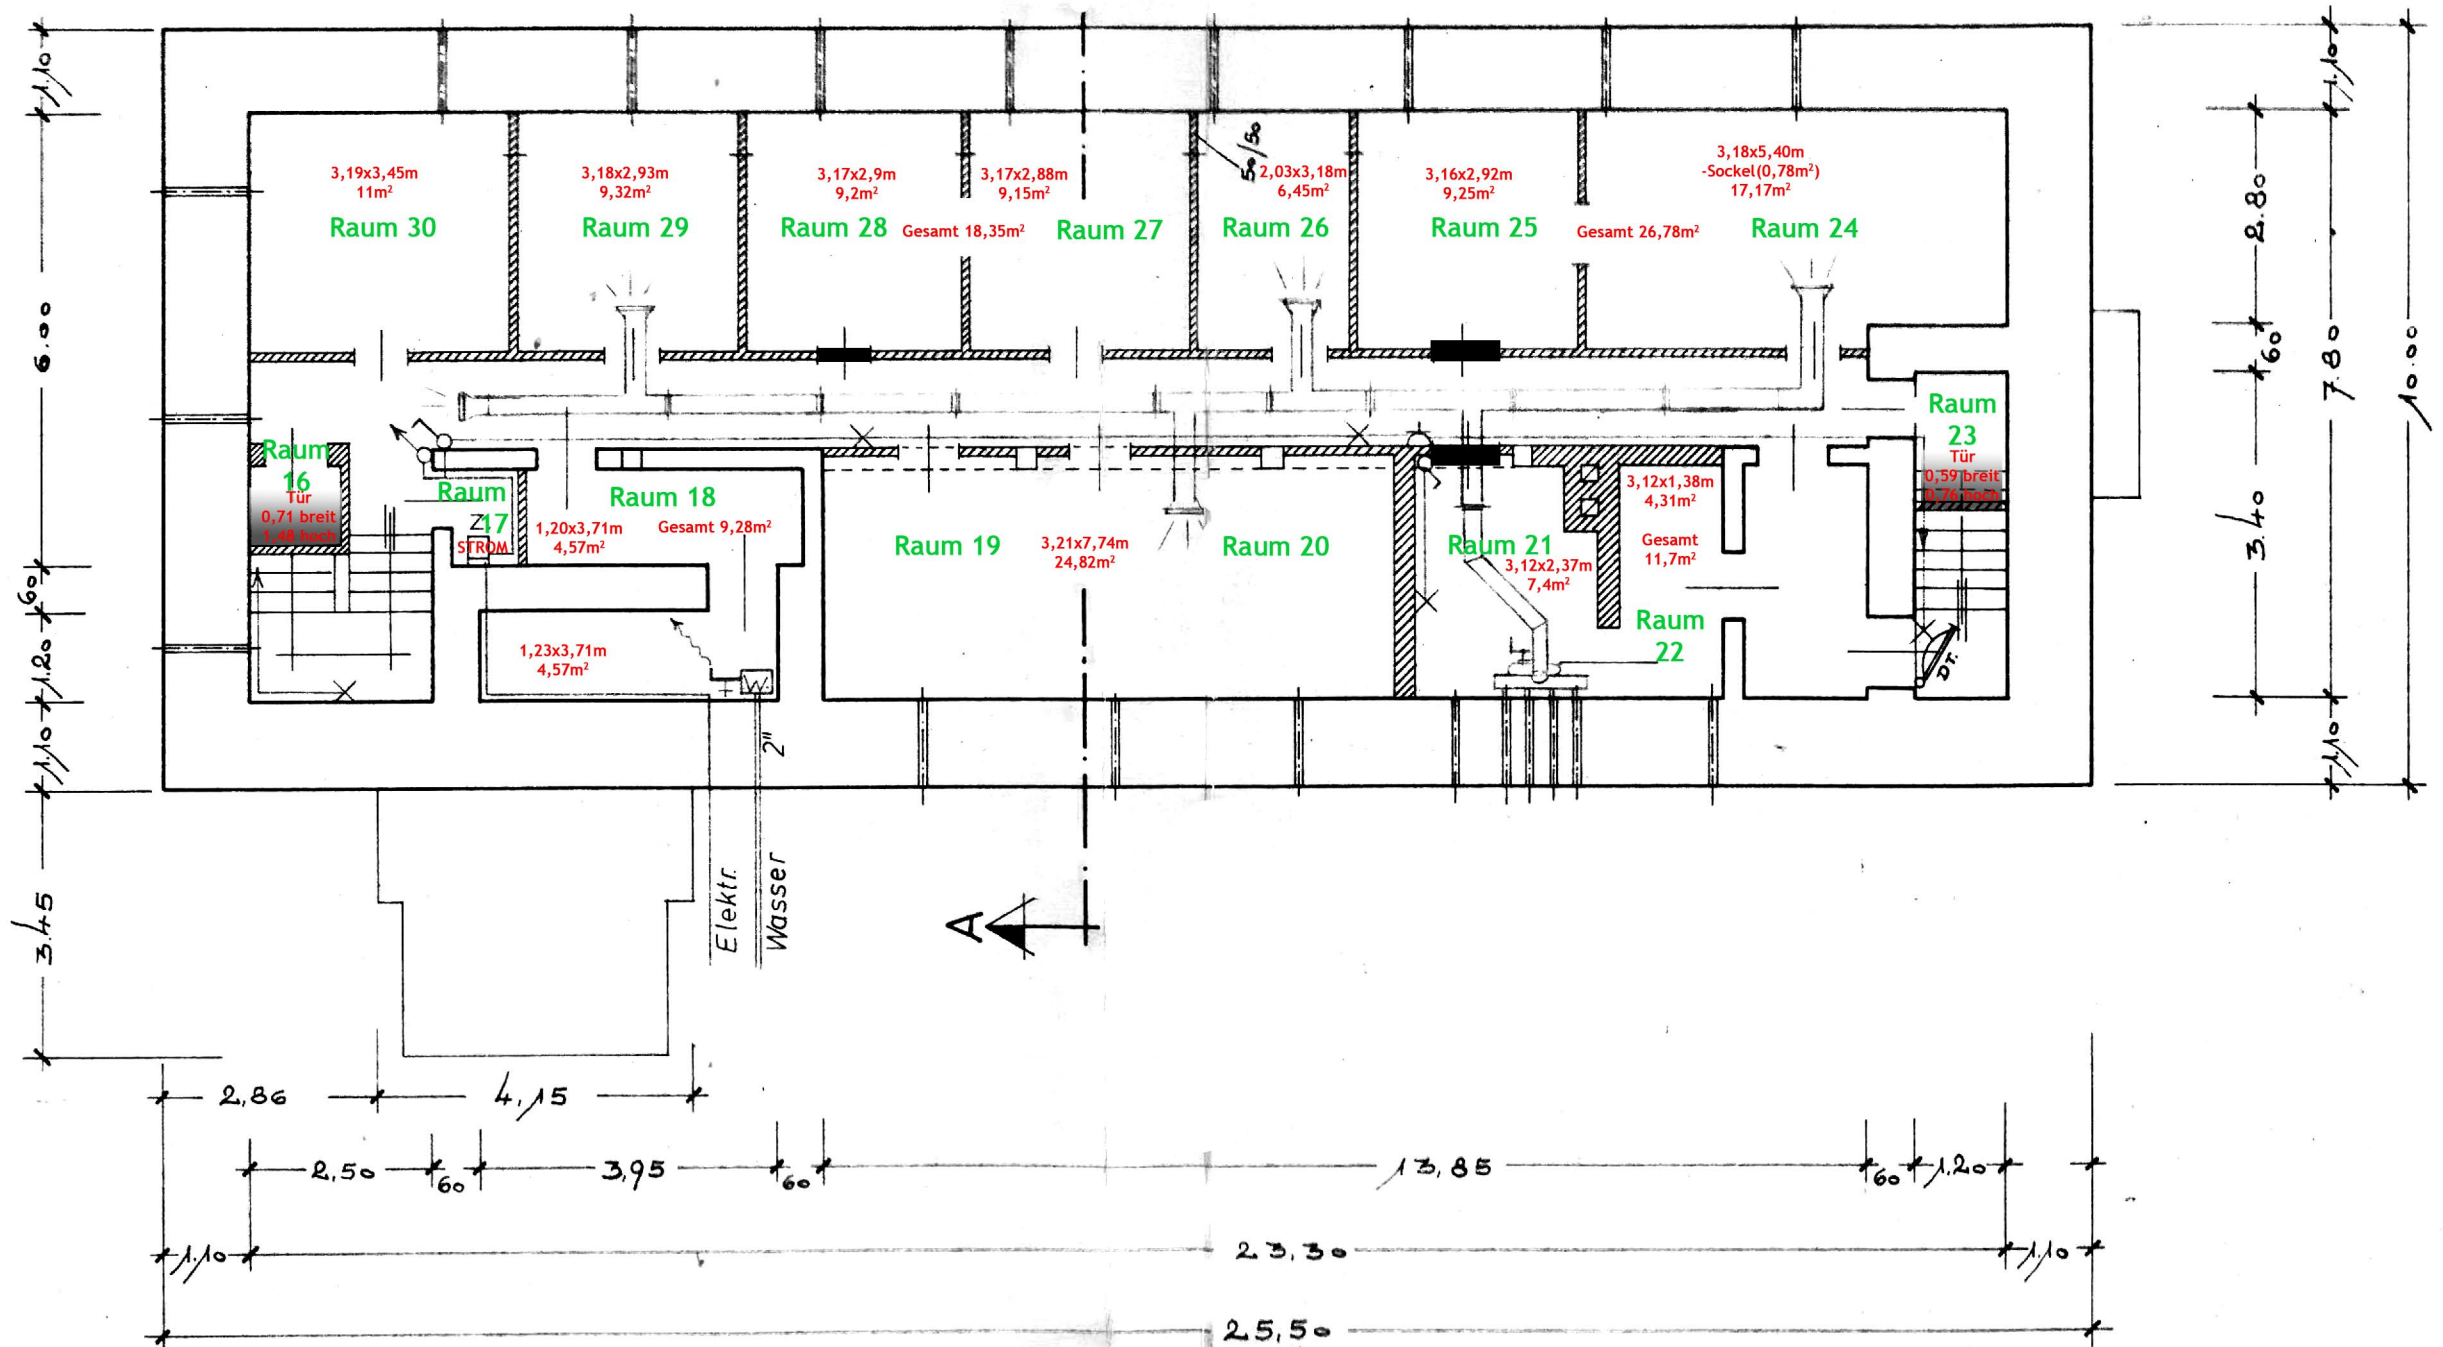 1.10
1.10
3,19x3,45m
11m²
Raum 30
3,18x2,93m
9,32m²
Raum 29
3,17x2,9m
9,2m²
Raum 28
Gesamt 18,35m²
3,17x2,88m
9,15m²
Raum 27
50/50
2,03x3,18m
6,45m²
Raum 26
3,16x2,92m
9,25m²
Raum 25
Gesamt 26,78m²
3,18x5,40m
-Sockel(0,78m²)
17,17m²
Raum 24
2.80
6.00
60
7.80
10.00
Raum
16
Tür
0,71 breit
1,48 hoch
Raum
17
Z
STROM
Raum 18
1,20x3,71m
4,57m²
Gesamt 9,28m²
Raum 19
3,21x7,74m
24,82m²
Raum 20
Raum 21
3,12x2,37m
7,4m²
3,12x1,38m
4,31m²
Gesamt
11,7m²
Raum
22
Raum
23
Tür
0,59 breit
0,76 hoch
3.40
60
1.20
1,23x3,71m
4,57m²
W
Dr.
1.10
2"
1.10
3.45
Elektr.
Wasser
A
2,86
4,15
2,50
60
3,95
60
13,85
60
1.20
1.10
23,30
1.10
25,50